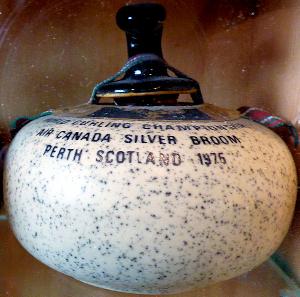 CURLING CHAMPIONSHIP
AIR CANADA SILVER BROOM
PERTH SCOTLAND 1975